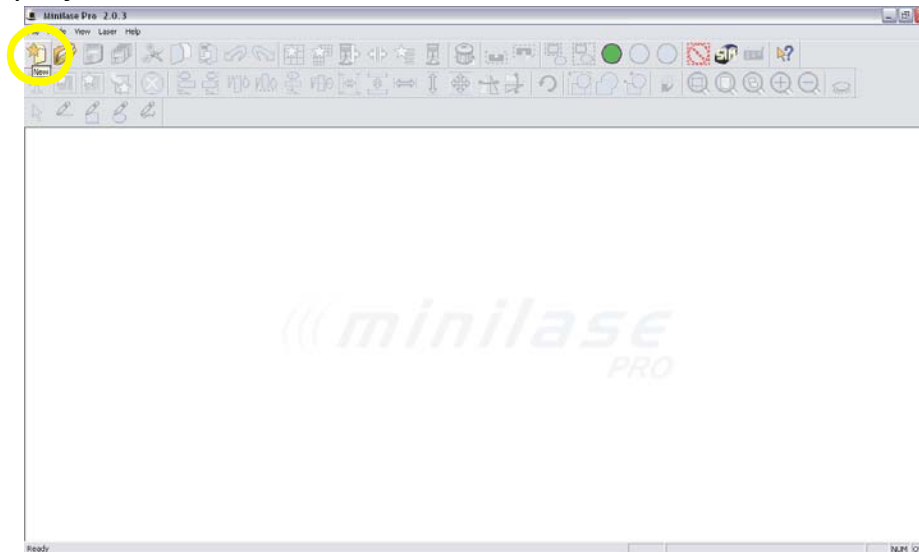 Minilase Pro 2.0.3
View Laser Help
New
minilase
PRO
Ready
NUM